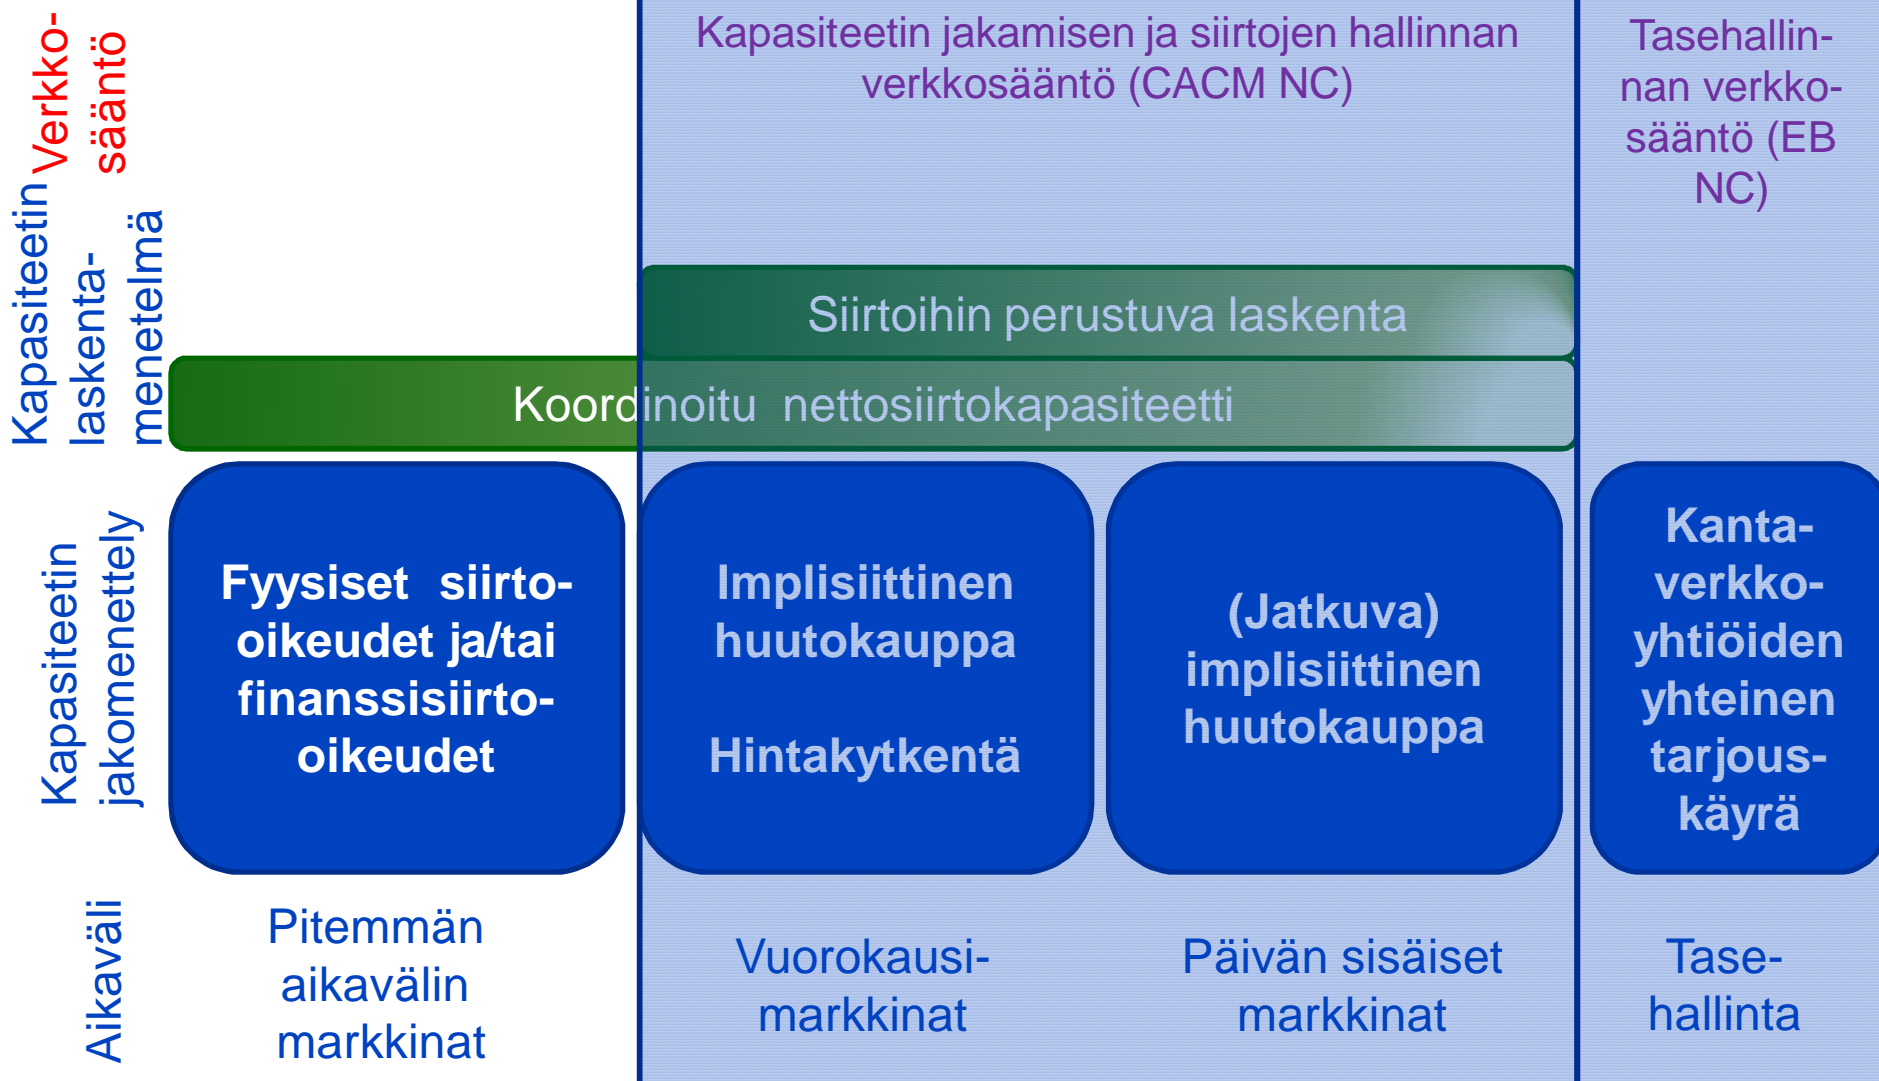 Verkko-
sääntö
Kapasiteetin jakamisen ja siirtojen hallinnan
verkkosääntö (CACM NC)
Tasehallin-
nan verkko-
sääntö (EB
NC)
Kapasiteetin
laskenta-
menetelmä
Siirtoihin perustuva laskenta
Koordinoitu nettosiirtokapasiteetti
Kapasiteetin
jakomenettely
Fyysiset siirto-
oikeudet ja/tai
finanssisiirto-
oikeudet
Implisiittinen
huutokauppa
Hintakytkentä
(Jatkuva)
implisiittinen
huutokauppa
Kanta-
verkko-
yhtiöiden
yhteinen
tarjous-
käyrä
Aikaväli
Pitemmän
aikavälin
markkinat
Vuorokausi-
markkinat
Päivän sisäiset
markkinat
Tase-
hallinta